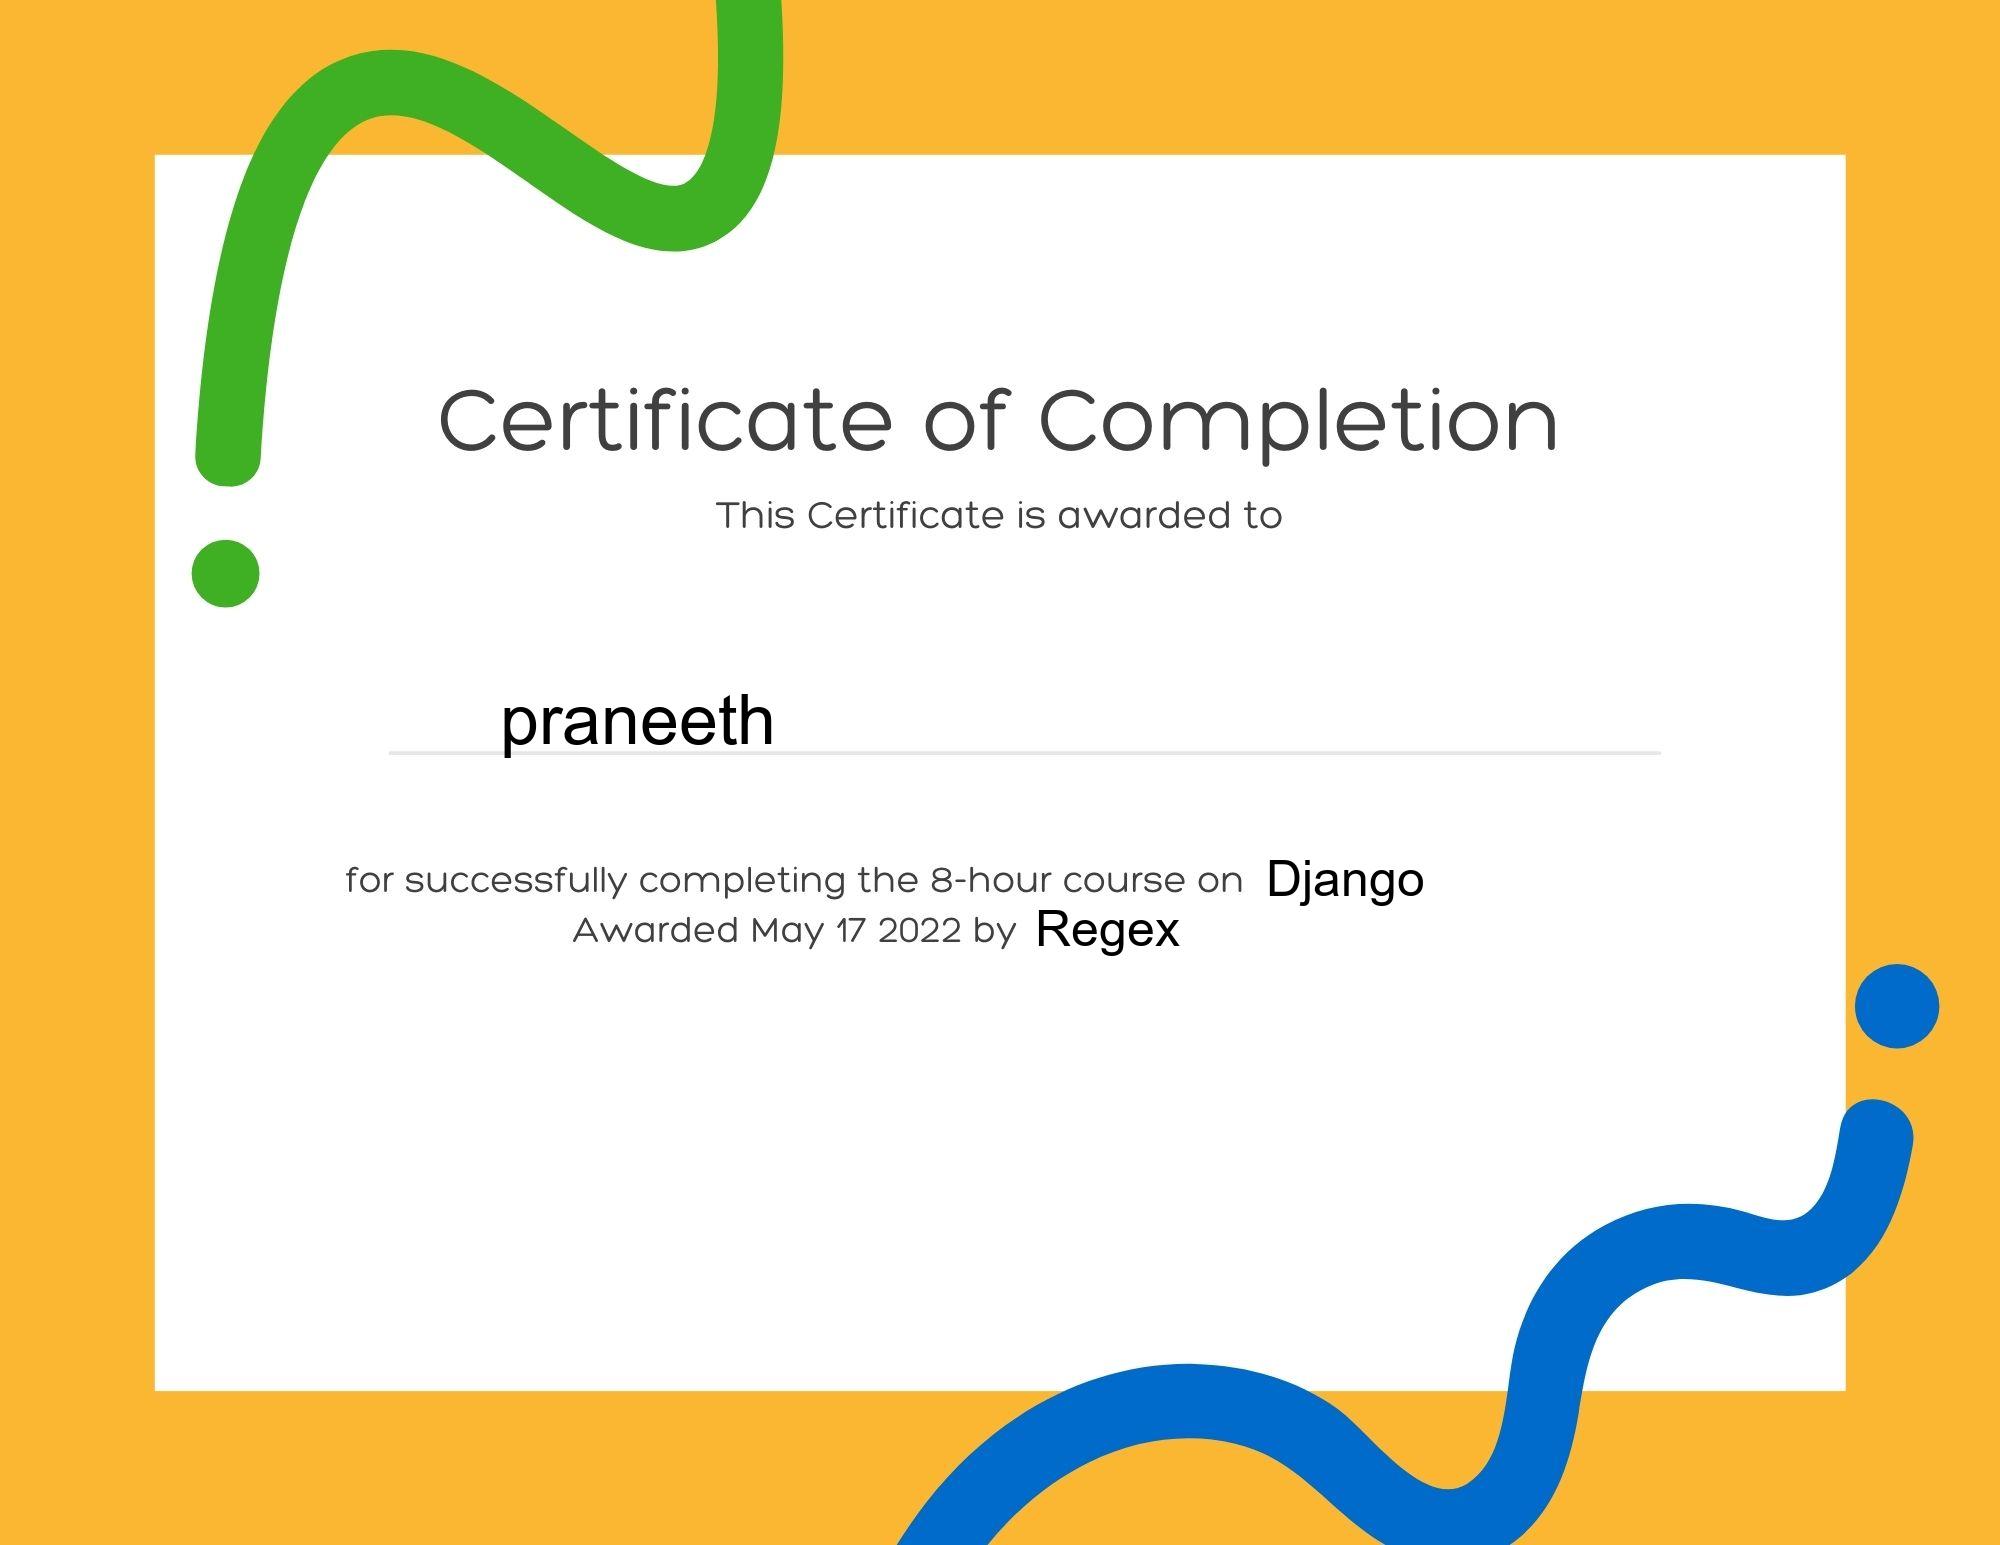 Certificate of Completion
This Certificate is awarded to
praneeth
for successfully completing the 8-hour course on Django
Awarded May 17 2022 by Regex